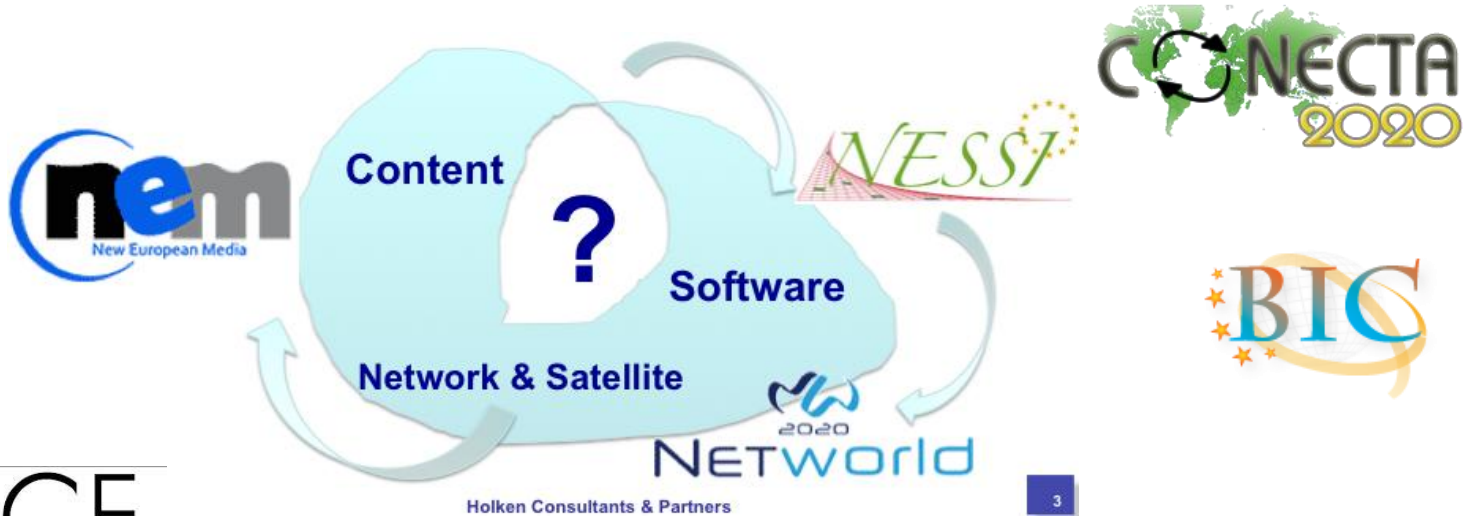 CONECTA
2020
nem
New European Media
Content
?
NESSI
Software
BIC
Network & Satellite
2020
NETWORLD
Holken Consultants & Partners
3